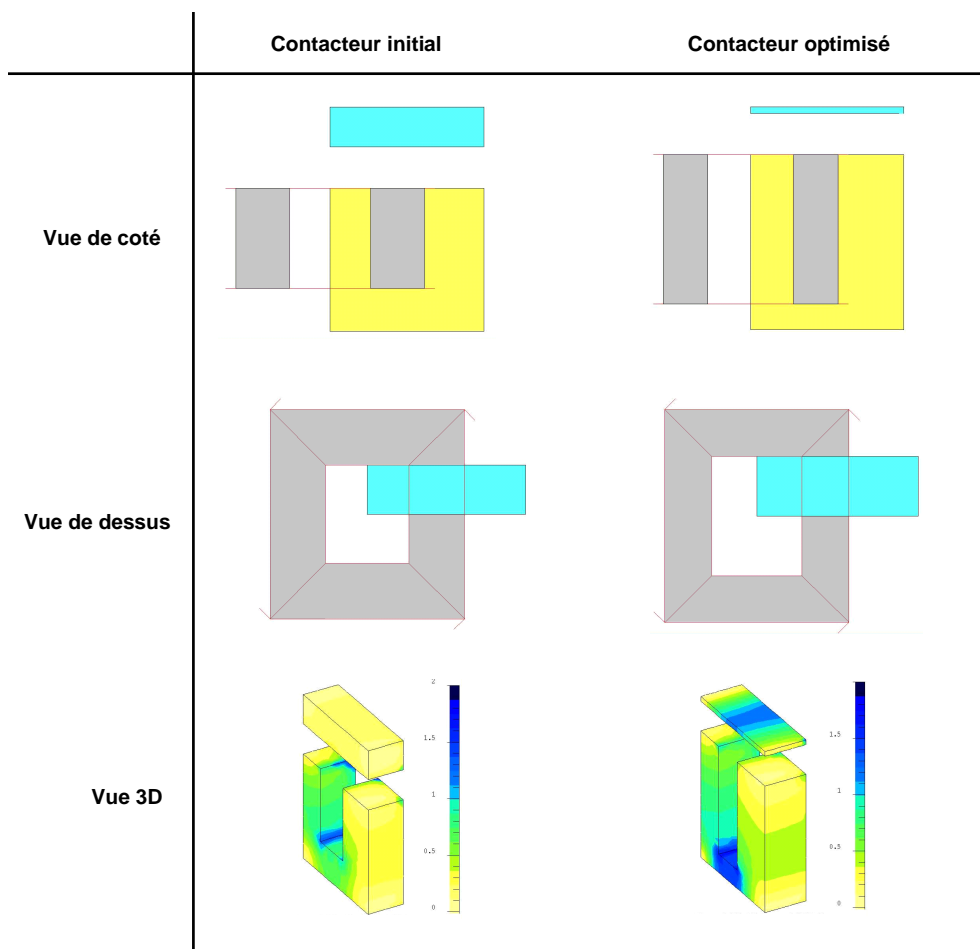 Contacteur initial
Contacteur optimisé
Vue de coté
Vue de dessus
Vue 3D
2
1.5
1
0.5
0
1.5
1
0.5
0